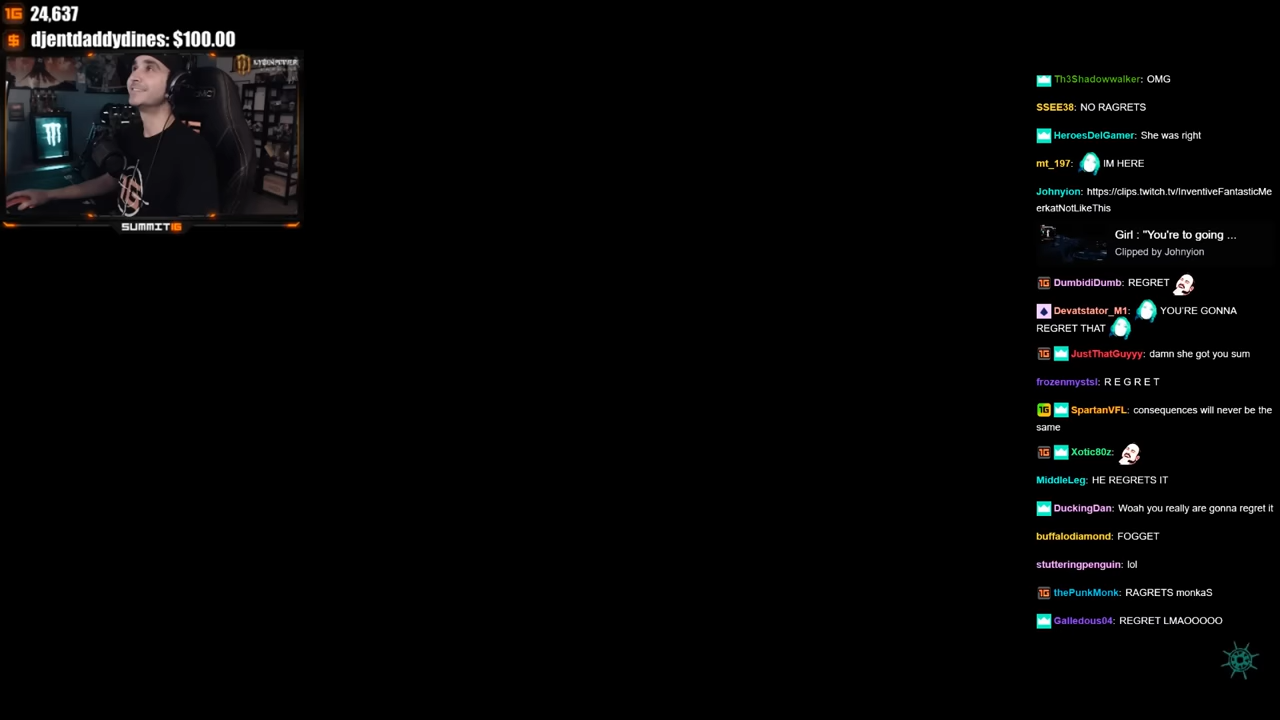 24,637
djentdaddydines: $100.00
SUMMIT1G
Th3Shadowwalker: OMG
SSEE38: NO RAGRETS
HeroesDelGamer: She was right
mt_197: IM HERE
Johnyion: https://clips.twitch.tv/InventiveFantasticMe
erkatNotLikeThis
Girl : "You're to going ...
Clipped by Johnyion
DumbidiDumb: REGRET
Devatstator_M1: YOU'RE GONNA
REGRET THAT
JustThatGuyyy: damn she got you sum
frozenmystsl: R E G R E T
SpartanVFL: consequences will never be the
same
Xotic80z:
MiddleLeg: HE REGRETS IT
DuckingDan: Woah you really are gonna regret it
buffalodiamond: FOGGET
stutteringpenguin: lol
thePunkMonk: RAGRETS monkaS
Galledous04: REGRET LMAOOOOO